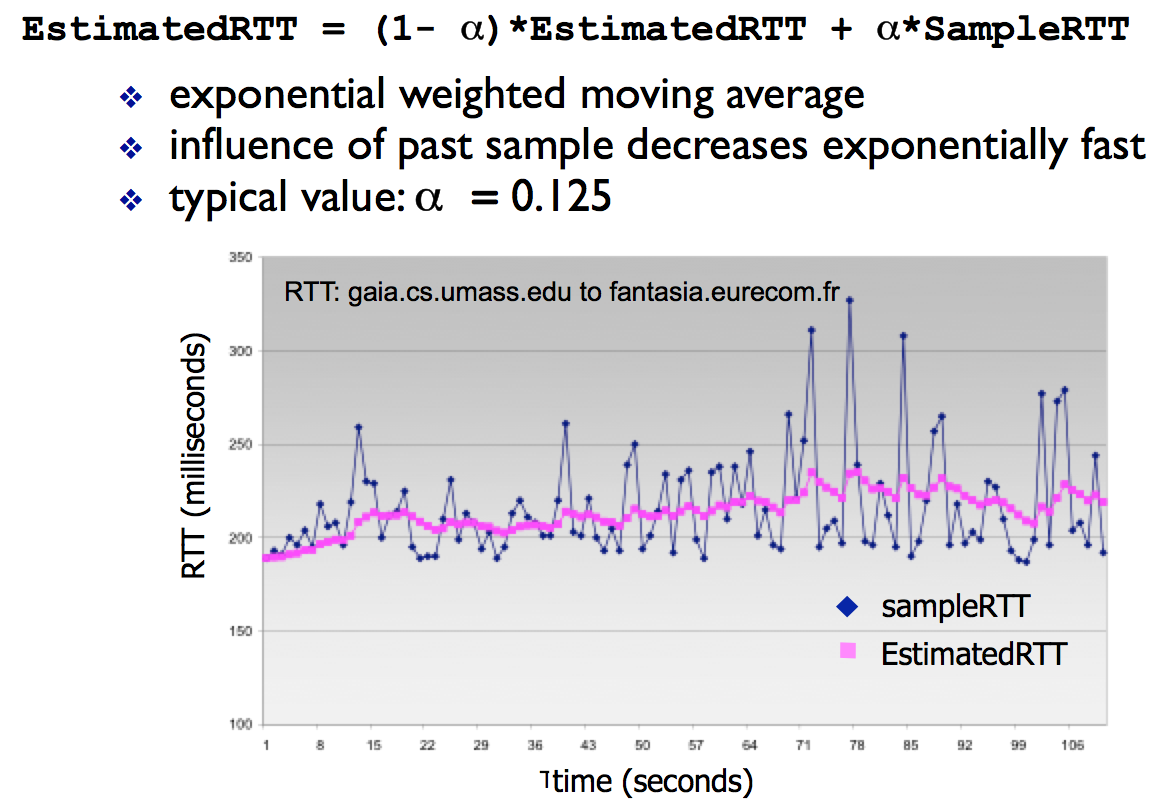 EstimatedRTT = (1- α)*EstimatedRTT + α*SampleRTT
❖ exponential weighted moving average
❖ influence of past sample decreases exponentially fast
❖ typical value: α = 0.125
RTT: gaia.cs.umass.edu to fantasia.eurecom.fr
350
300
250
200
150
100
RTT (milliseconds)
sampleRTT
EstimatedRTT
1 8 15 22 29 36 43 50 57 64 71 78 85 92 99 106
time (seconds)